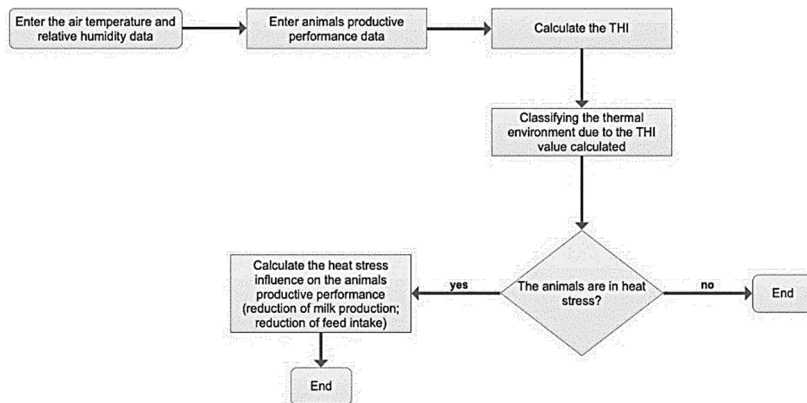 Enter the air temperature and
relative humidity data
Enter animals productive
performance data
Calculate the THI
Classifying the thermal
environment due to the THI
value calculated
The animals are in heat
stress?
yes
no
Calculate the heat stress
influence on the animals
productive performance
(reduction of milk production;
reduction of feed intake)
End
End